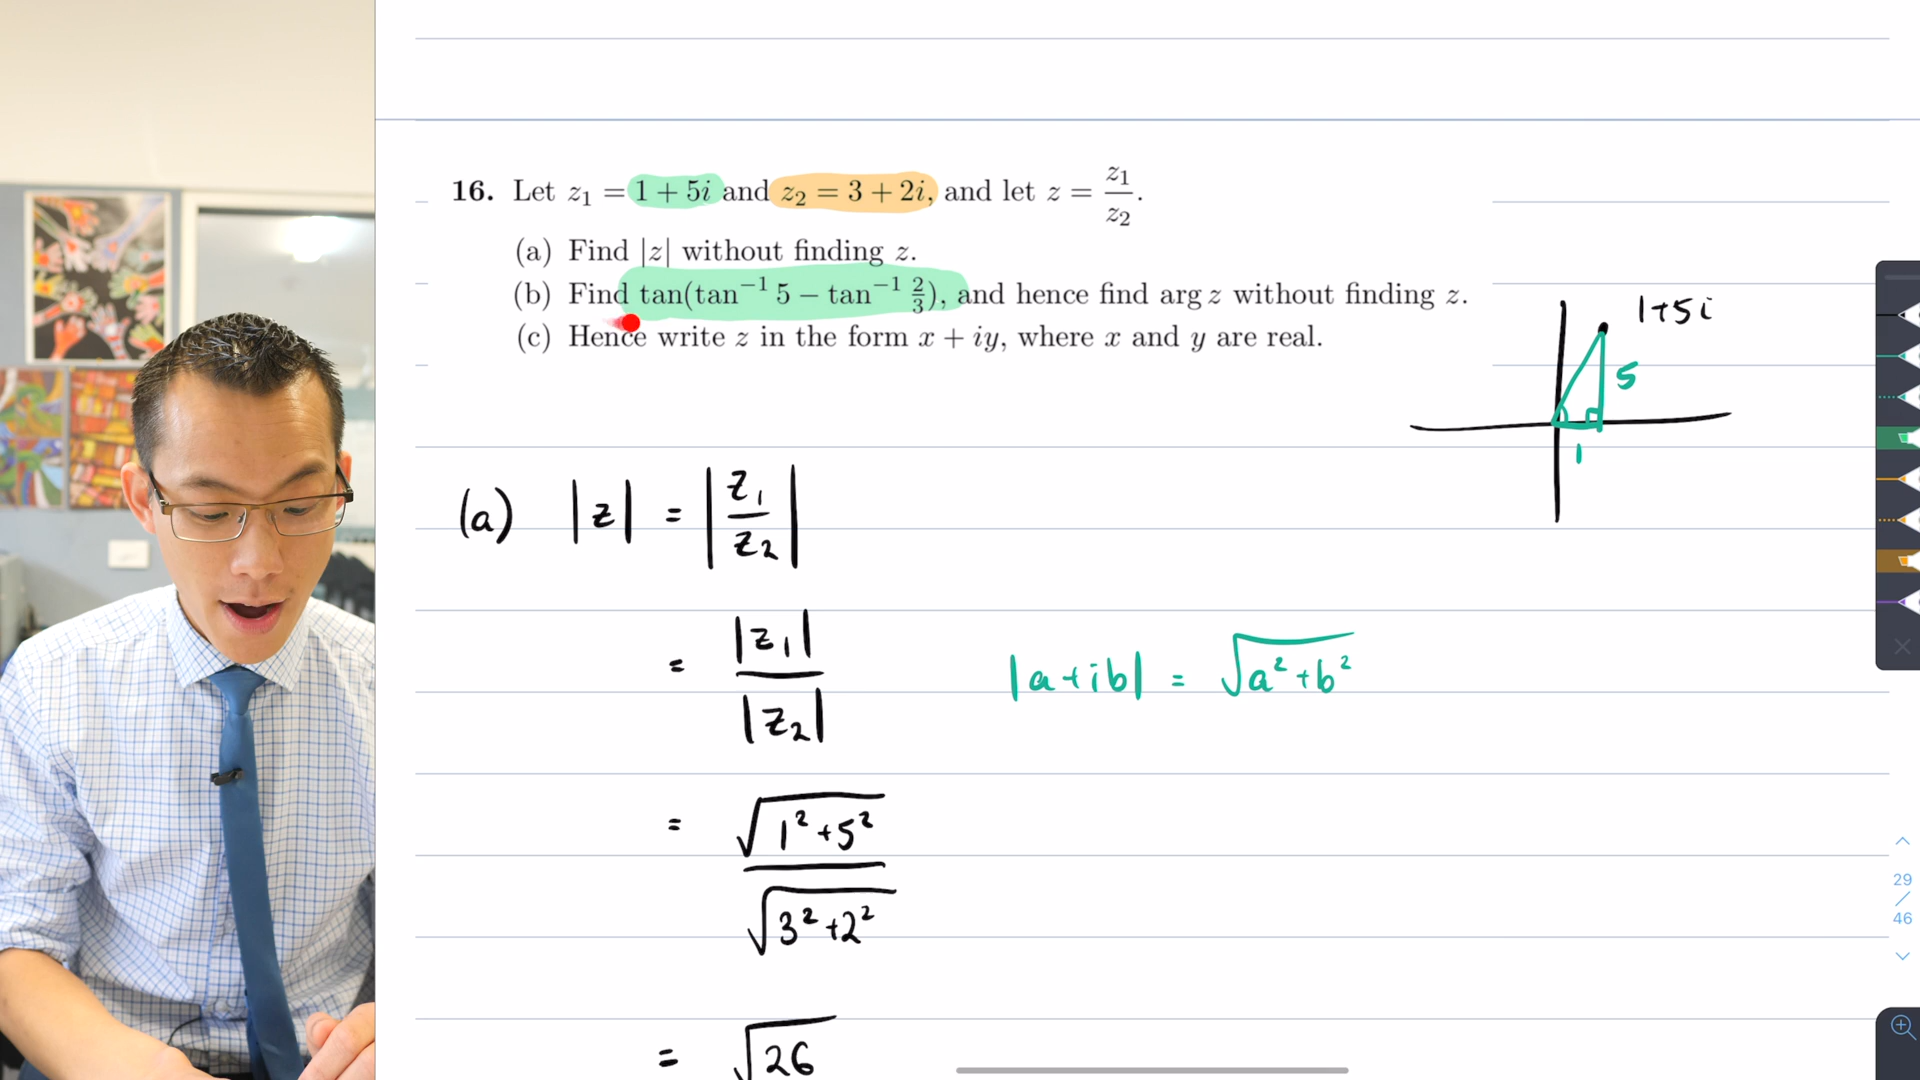 16. Let z₁ = 1 + 5i and z₂ = 3 + 2i, and let z = z₁/z₂.
(a) Find |z| without finding z.
(b) Find tan(tan⁻¹ 5 − tan⁻¹ 2/3), and hence find arg z without finding z.
(c) Hence write z in the form x + iy, where x and y are real.
1+5i
5
1
(a) |z| = |z₁/z₂|
= |z₁|/|z₂|
|a+ib| = √(a²+b²)
= √(1²+5²)/√(3²+2²)
= √26
29
/
46